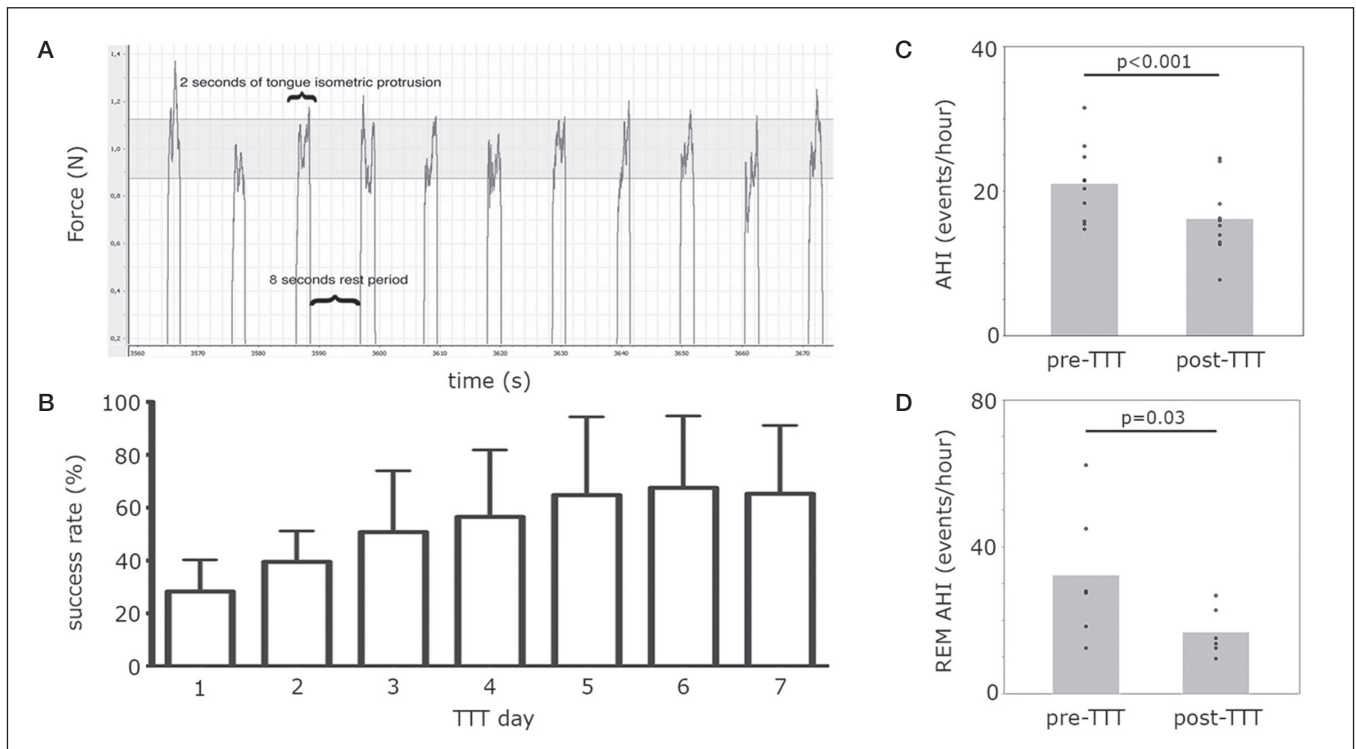 A
1,4
1,2
1,0
0,8
0,6
0,4
0,2
Force (N)
2 seconds of tongue isometric protrusion
8 seconds rest period
3560 3570 3580 3590 3600 3610 3620 3630 3640 3650 3660 3670
time (s)
B
100
80
60
40
20
0
success rate (%)
1 2 3 4 5 6 7
TTT day
C
40
20
0
AHI (events/hour)
p<0.001
pre-TTT post-TTT
D
80
40
0
REM AHI (events/hour)
p=0.03
pre-TTT post-TTT